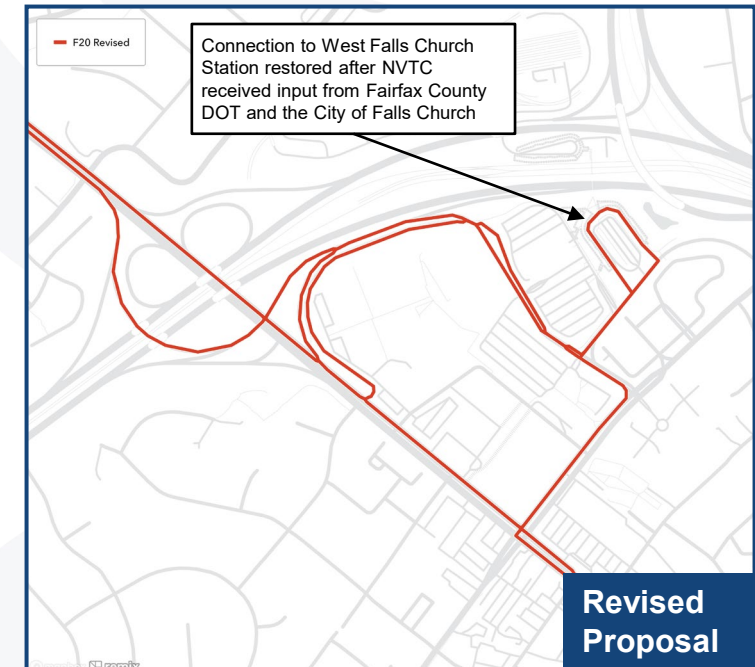 F20 Revised
Connection to West Falls Church
Station restored after NVTC
received input from Fairfax County
DOT and the City of Falls Church
Revised
Proposal